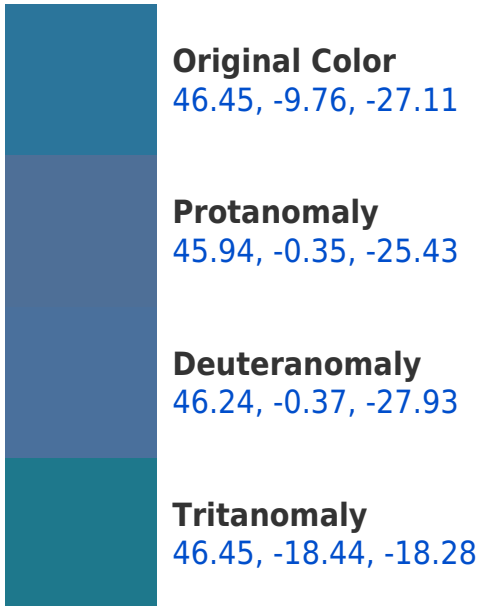 Original Color
46.45, -9.76, -27.11
Protanomaly
45.94, -0.35, -25.43
Deuteranomaly
46.24, -0.37, -27.93
Tritanomaly
46.45, -18.44, -18.28